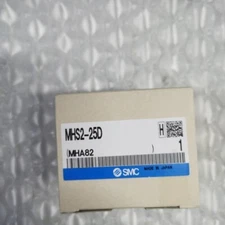 MHS2-25D H
(MHA82 ) 1
SMC MADE IN JAPAN